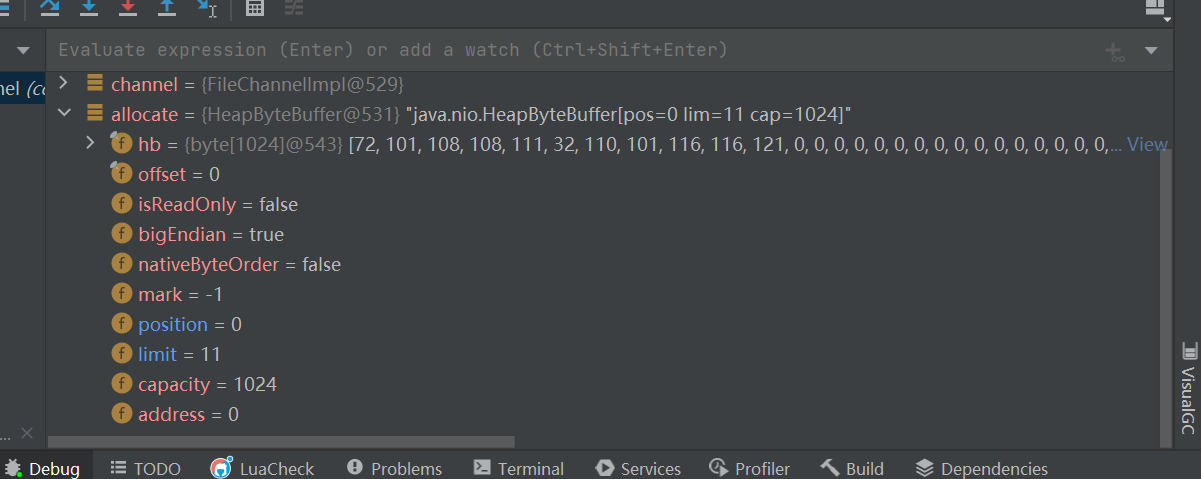 Evaluate expression (Enter) or add a watch (Ctrl+Shift+Enter)
nel (co
channel = {FileChannelImpl@529}
allocate = {HeapByteBuffer@531} "java.nio.HeapByteBuffer[pos=0 lim=11 cap=1024]"
f hb = {byte[1024]@543} [72, 101, 108, 108, 111, 32, 110, 101, 116, 116, 121, 0, 0, 0, 0, 0, 0, 0, 0, 0, 0, 0, 0, 0, 0, 0, 0,... View
f offset = 0
f isReadOnly = false
f bigEndian = true
f nativeByteOrder = false
f mark = -1
f position = 0
f limit = 11
f capacity = 1024
f address = 0
...
VisualGC
Debug TODO LuaCheck Problems Terminal Services Profiler Build Dependencies